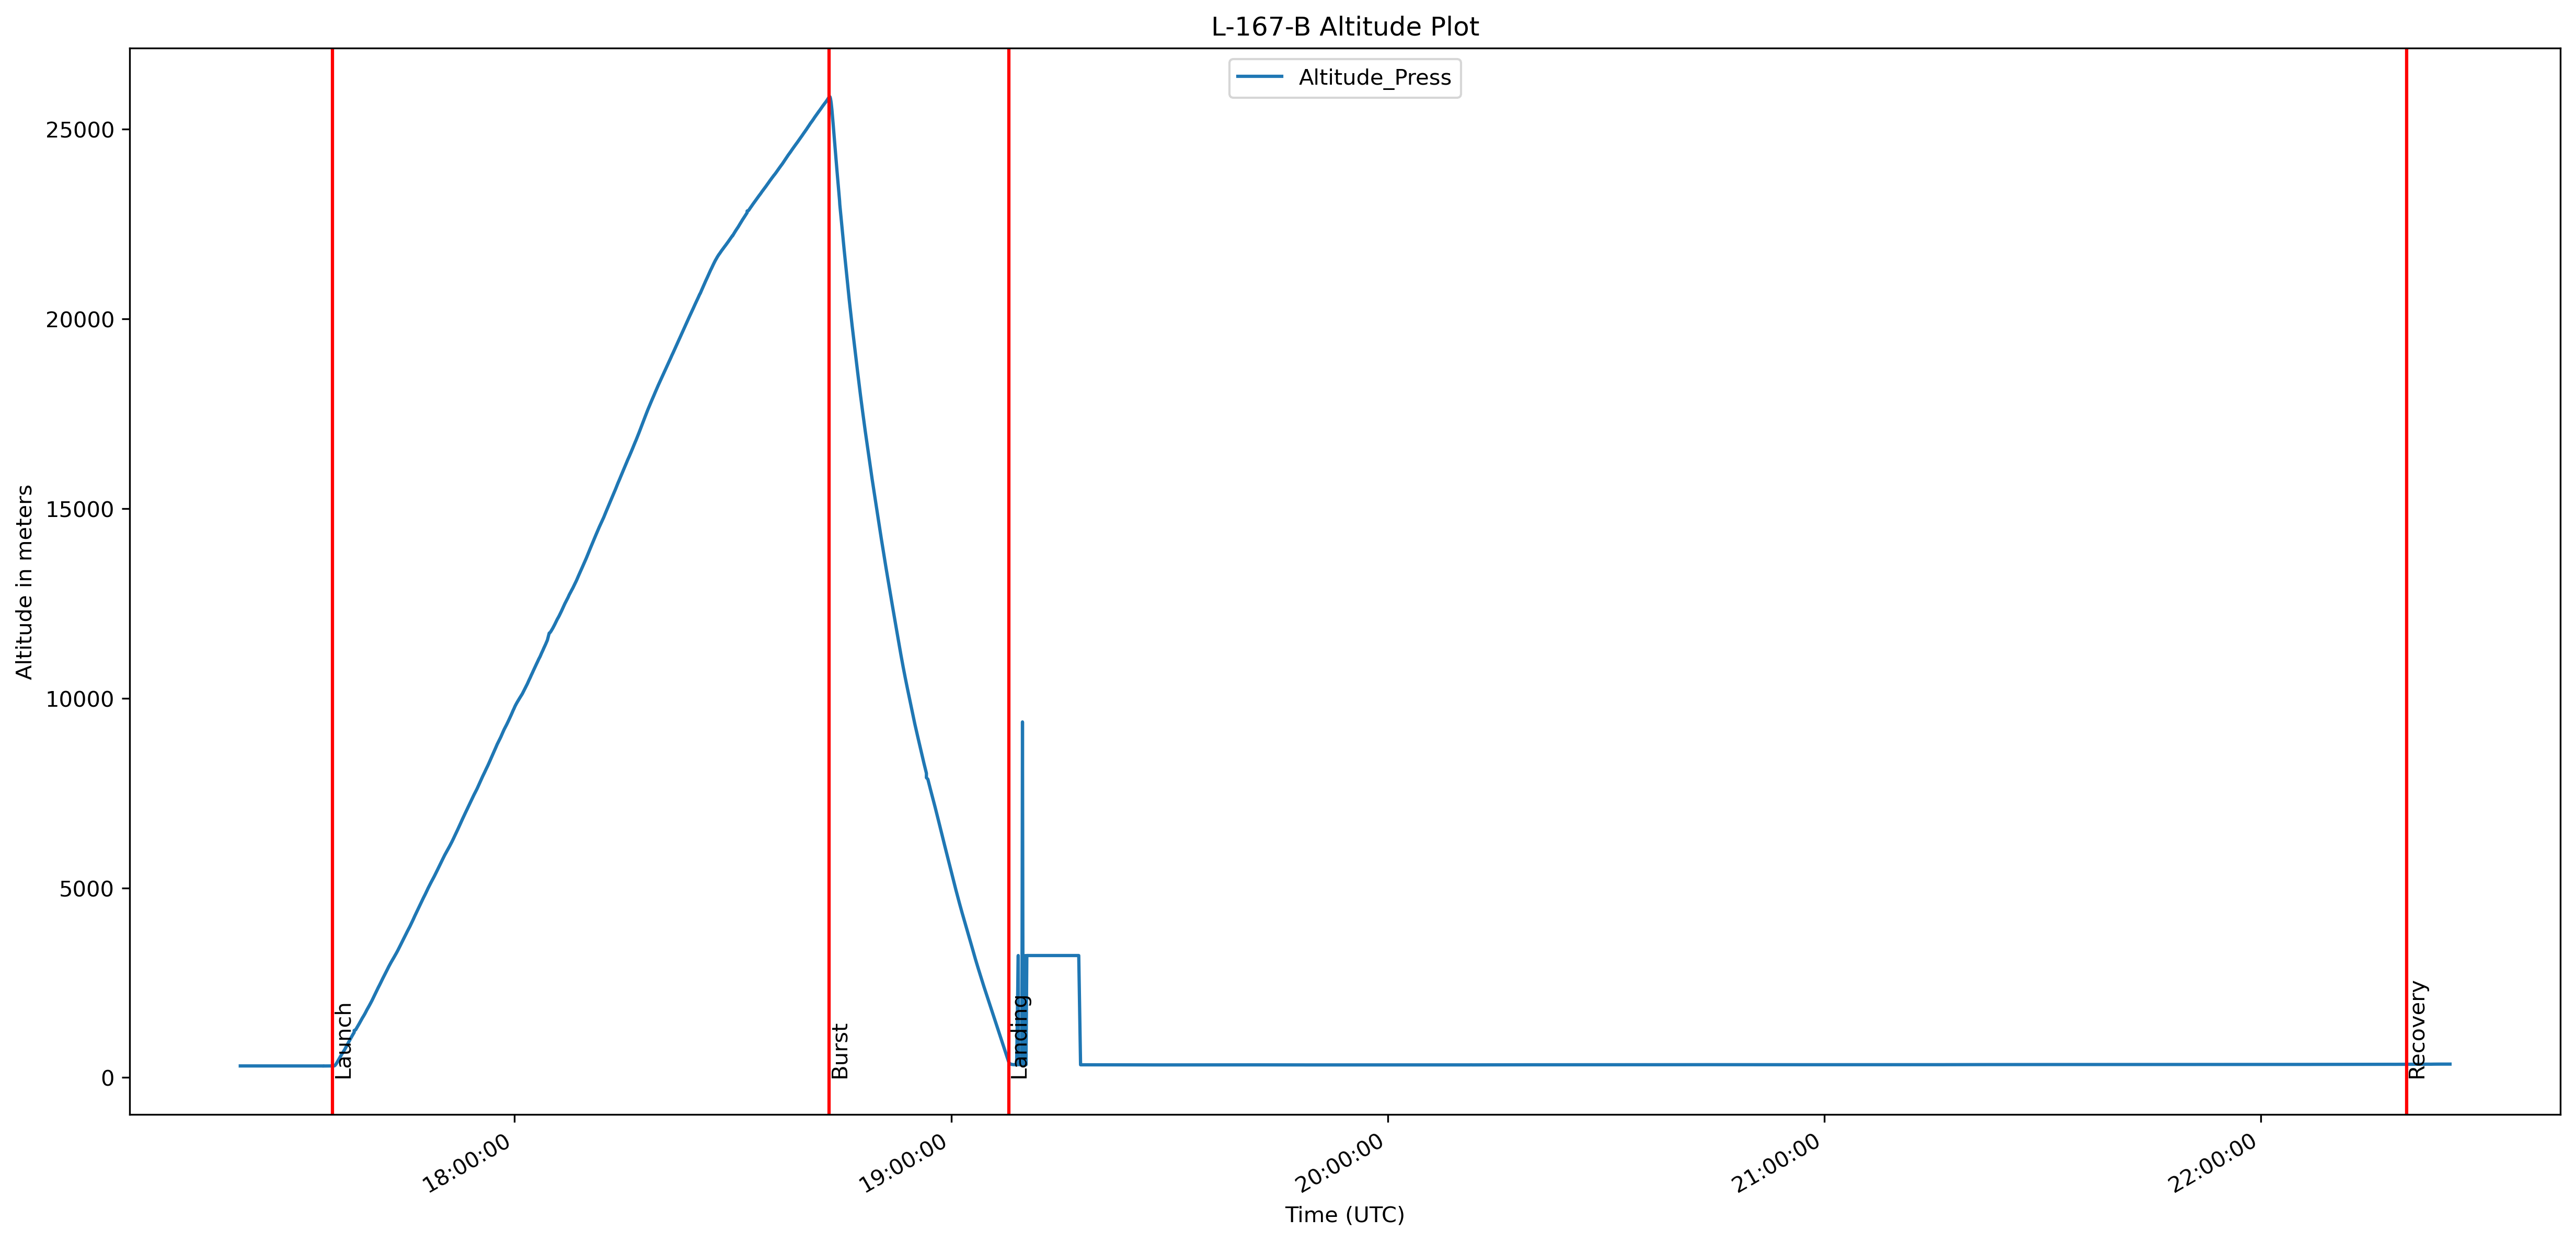 L-167-B Altitude Plot
Altitude_Press
Altitude in meters
25000
20000
15000
10000
5000
0
Launch
Burst
Landing
Recovery
18:00:00
19:00:00
20:00:00
21:00:00
22:00:00
Time (UTC)